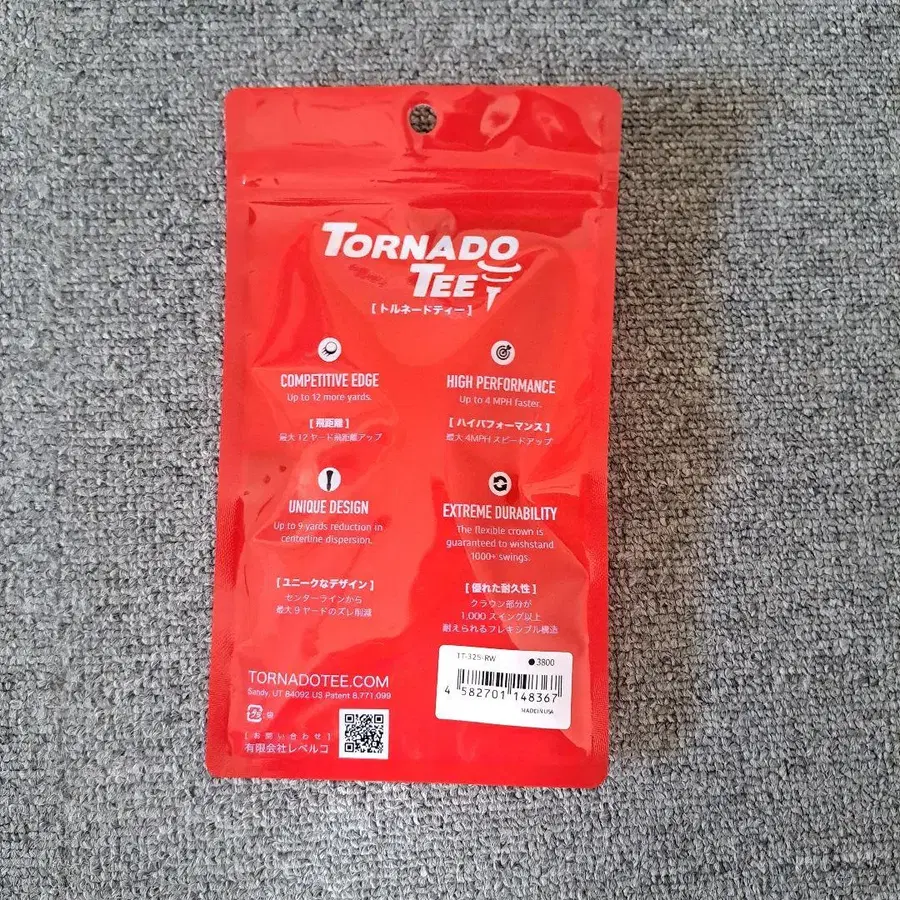 TORNADO
TEE
[ トルネードティー ]
COMPETITIVE EDGE
Up to 12 more yards.
[ 飛距離 ]
最大12ヤード飛距離アップ
HIGH PERFORMANCE
Up to 4 MPH faster.
[ ハイパフォーマンス ]
最大4MPHスピードアップ
UNIQUE DESIGN
Up to 9-yards reduction in
centerline dispersion.
[ ユニークなデザイン ]
センターラインから
最大9ヤードのズレ削減
EXTREME DURABILITY
The flexible crown is
guaranteed to wishstand
1000+ swings.
[ 優れた耐久性 ]
クラウン部分が
1,000スイング以上
耐えられるフレキシブル構造
TORNADOTEE.COM
Sandy, UT 84092 US Patent 8,771,099
プラ 袋
[ お問い合わせ ]
有限会社レベルコ
TT-325-RW ●3800
4 582701 148367
MADE IN USA